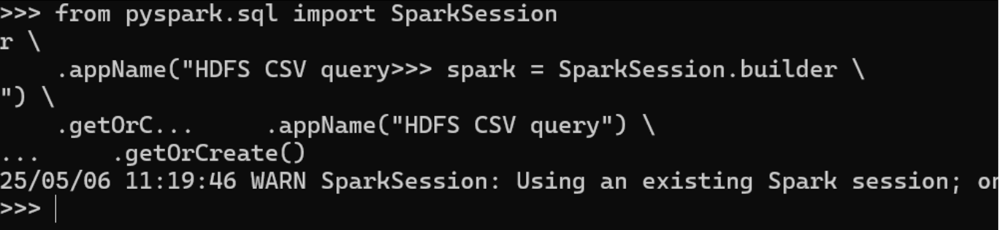 >>> from pyspark.sql import SparkSession
r \
    .appName("HDFS CSV query>>> spark = SparkSession.builder \
") \
    .getOrC...     .appName("HDFS CSV query") \
...     .getOrCreate()
25/05/06 11:19:46 WARN SparkSession: Using an existing Spark session; or
>>>